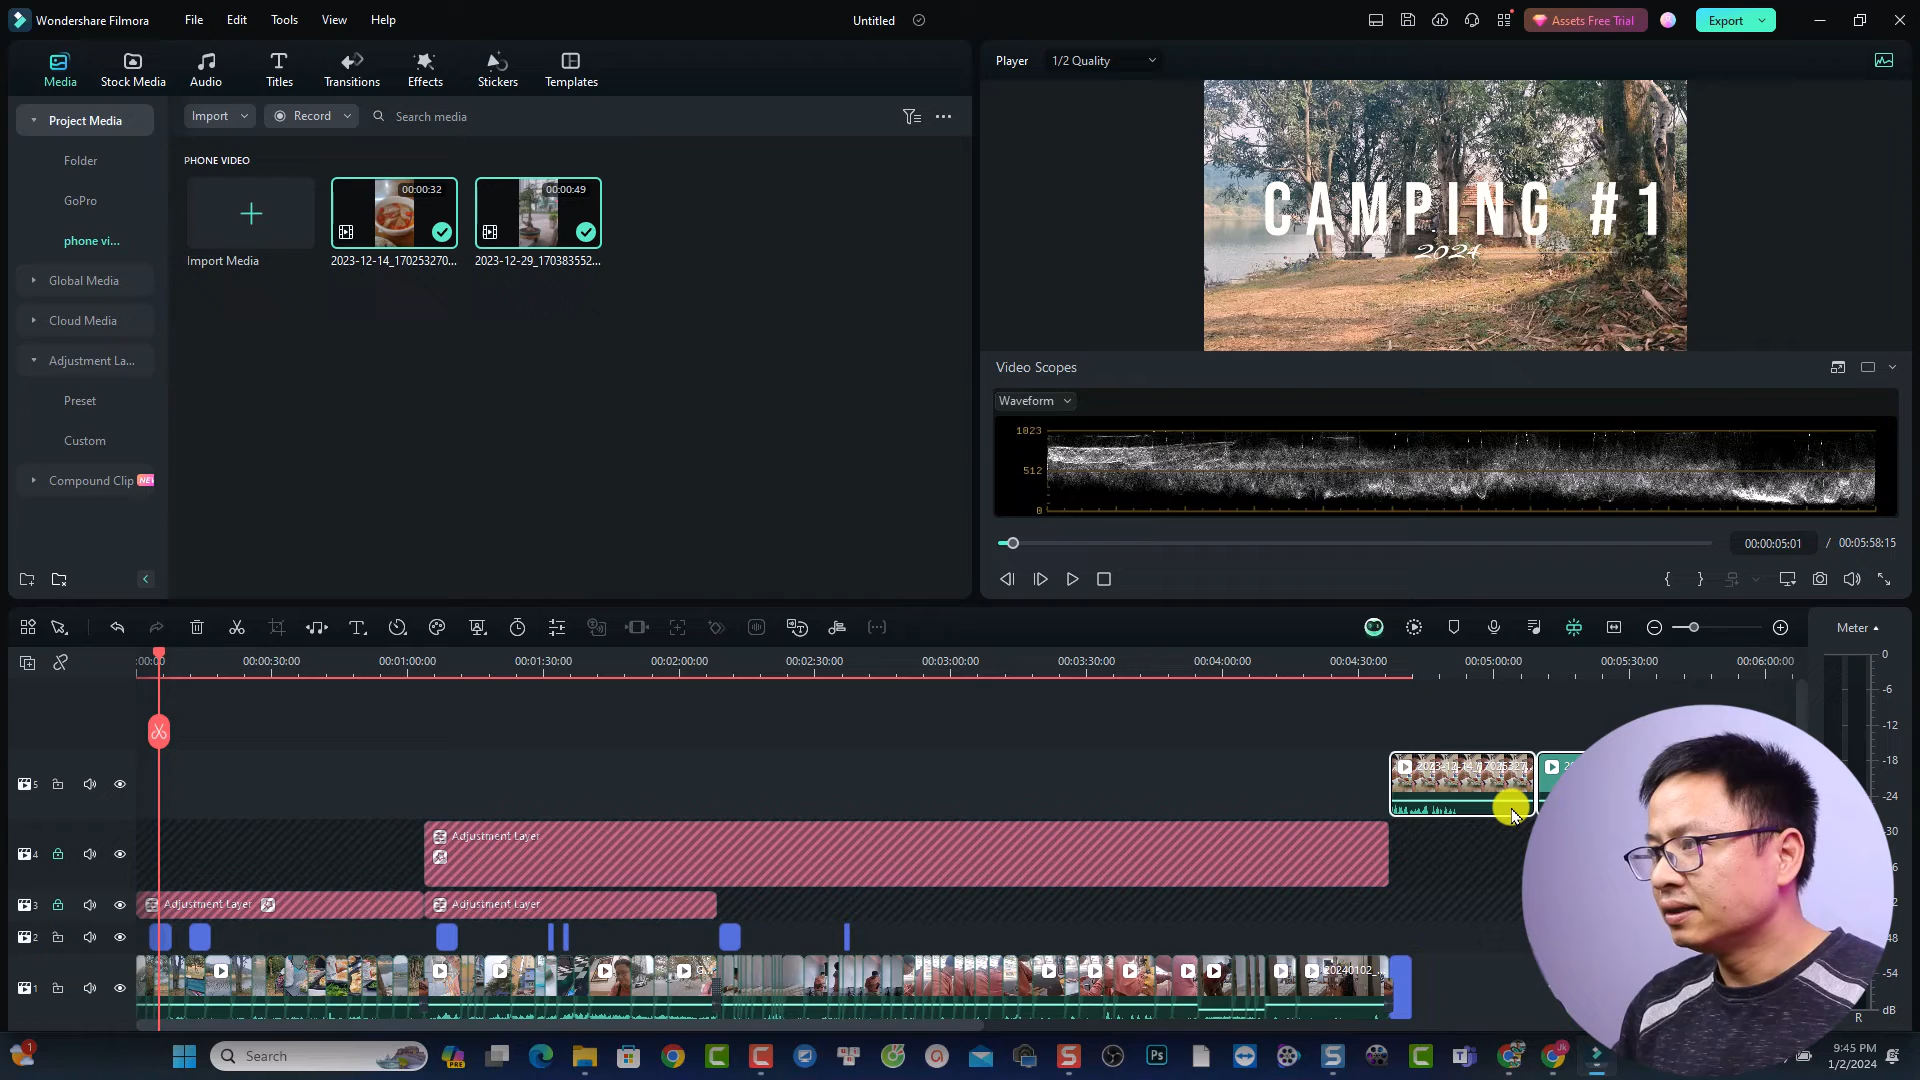 Wondershare Filmora
File
Edit
Tools
View
Help
Untitled
Assets Free Trial
Export
Media
Stock Media
Audio
Titles
Transitions
Effects
Stickers
Templates
Player
1/2 Quality
Project Media
Folder
GoPro
phone vi...
Global Media
Cloud Media
Adjustment La...
Preset
Custom
Compound Clip
Import
Record
Search media
PHONE VIDEO
Import Media
00:00:32
2023-12-14_170253270...
00:00:49
2023-12-29_170383552...
CAMPING #1
2024
Video Scopes
Waveform
1023
512
0
00:00:05:01 / 00:05:58:15
Meter
:00:00
00:00:30:00
00:01:00:00
00:01:30:00
00:02:00:00
00:02:30:00
00:03:00:00
00:03:30:00
00:04:00:00
00:04:30:00
00:05:00:00
00:05:30:00
00:06:00:00
0
-6
-12
-18
-24
-30
-48
-54
dB
R
5
4
Adjustment Layer
3
Adjustment Layer
Adjustment Layer
2
1
20240102_...
Search
PRE
Ps
9:45 PM
1/2/2024